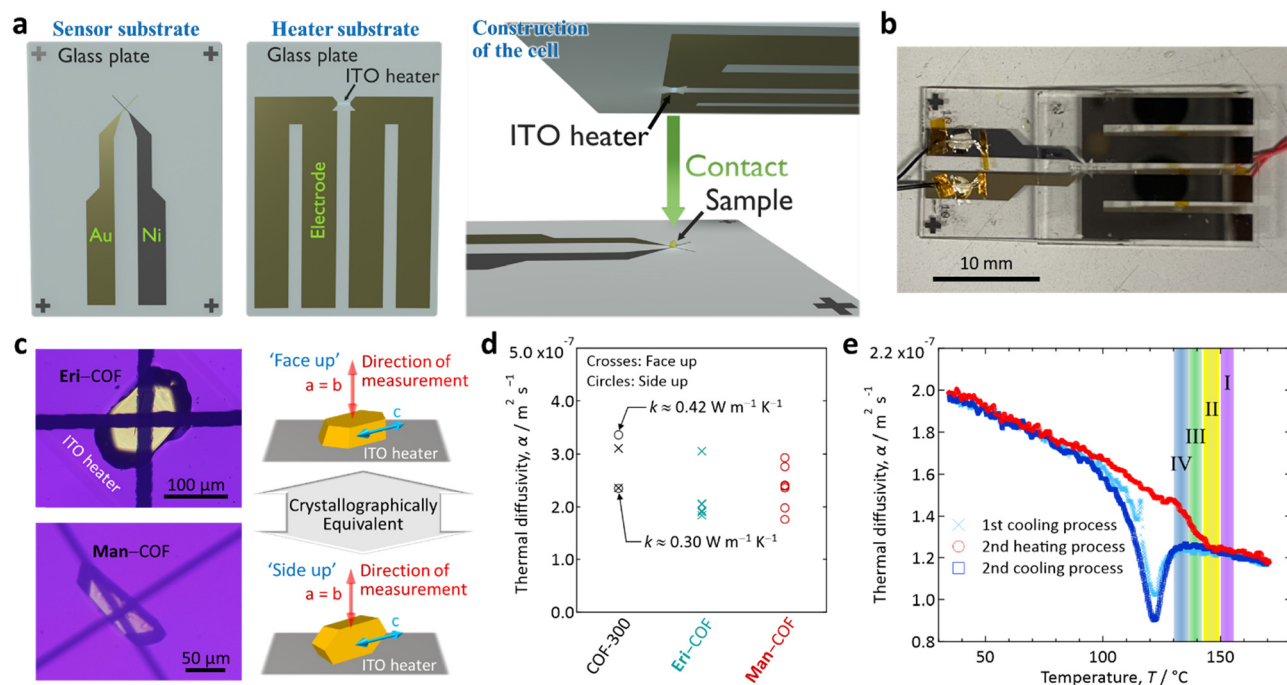 a
Sensor substrate
Glass plate
Au
Ni
Heater substrate
Glass plate
ITO heater
Electrode
Construction
of the cell
ITO heater
Contact
Sample
b
10 mm
c
Eri–COF
ITO heater
100 μm
Man–COF
50 μm
'Face up'
Direction of
measurement
a = b
c
ITO heater
Crystallographically
Equivalent
'Side up'
Direction of
measurement
a = b
c
ITO heater
d
Thermal diffusivity, α / m² s⁻¹
5.0 x10⁻⁷
4.0
3.0
2.0
1.0
0.0
Crosses: Face up
Circles: Side up
k ≈ 0.42 W m⁻¹ K⁻¹
k ≈ 0.30 W m⁻¹ K⁻¹
COF-300
Eri–COF
Man–COF
e
Thermal diffusivity, α / m² s⁻¹
2.2 x10⁻⁷
2.0
1.8
1.6
1.4
1.2
1.0
0.8
I
II
III
IV
1st cooling process
2nd heating process
2nd cooling process
50
100
150
Temperature, T / °C